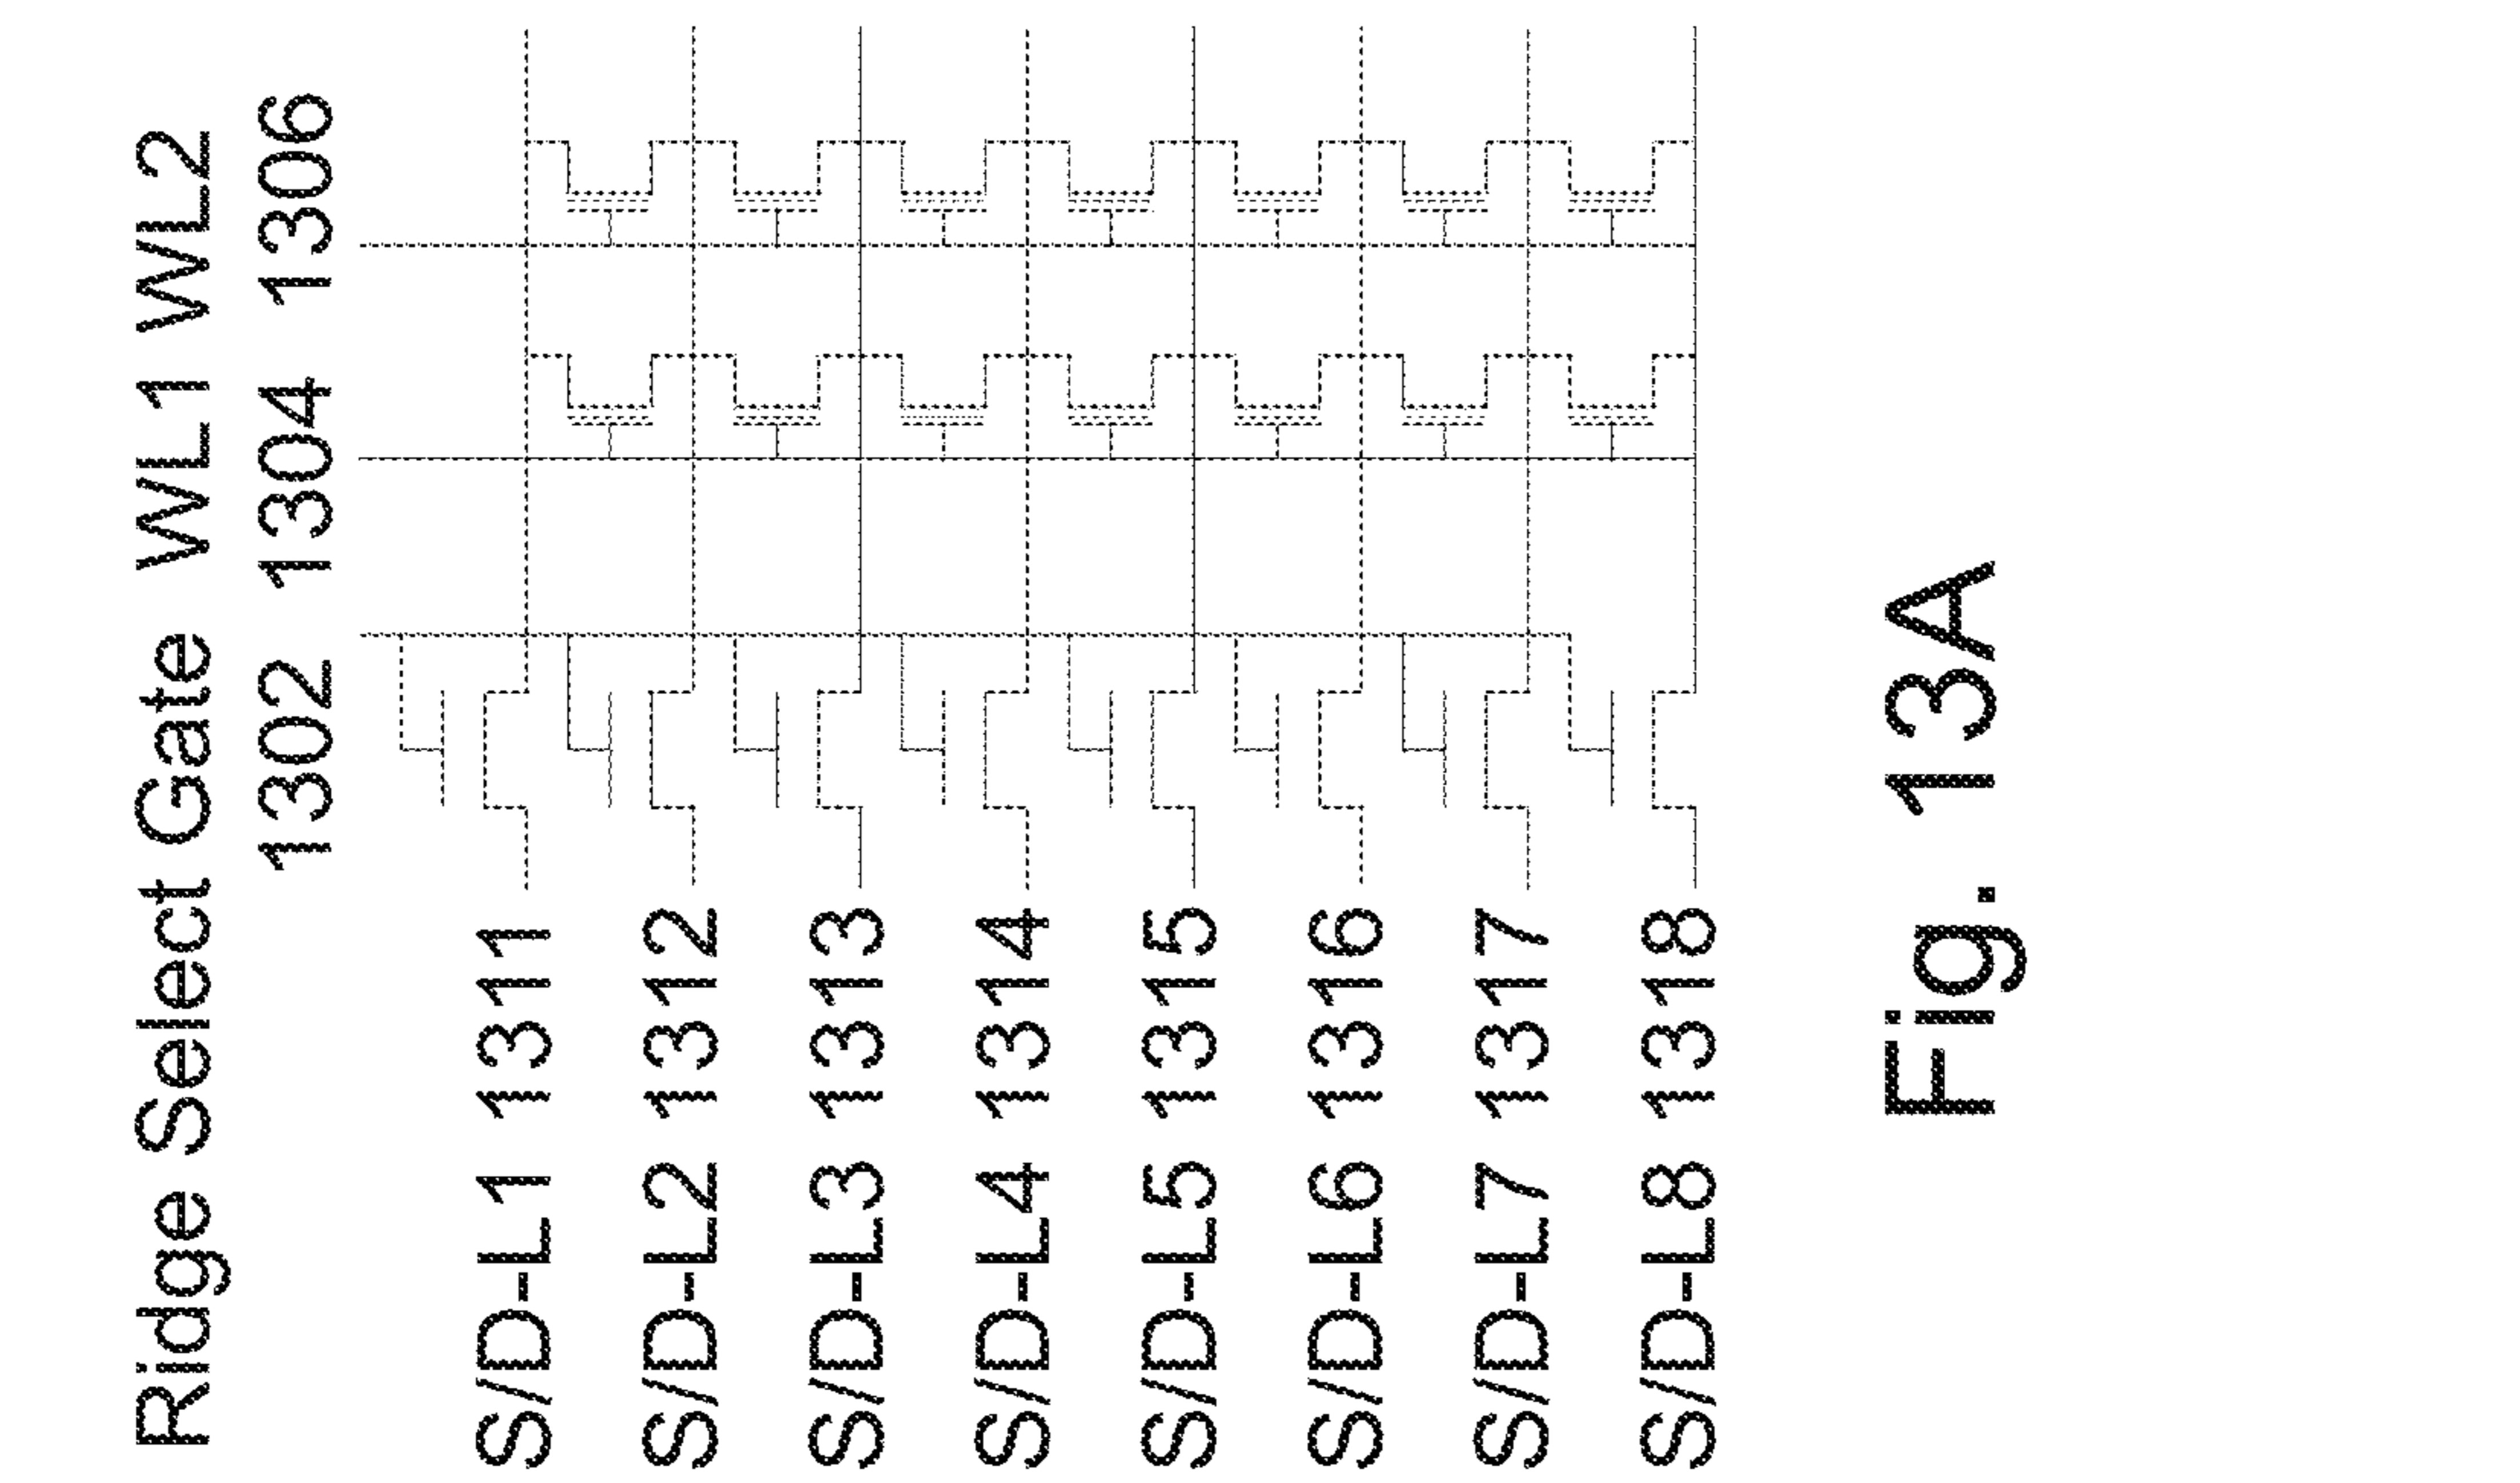 Ridge Select Gate WL1 WL2
1302 1304 1306
S/D-L1 1311
S/D-L2 1312
S/D-L3 1313
S/D-L4 1314
S/D-L5 1315
S/D-L6 1316
S/D-L7 1317
S/D-L8 1318
Fig. 13A